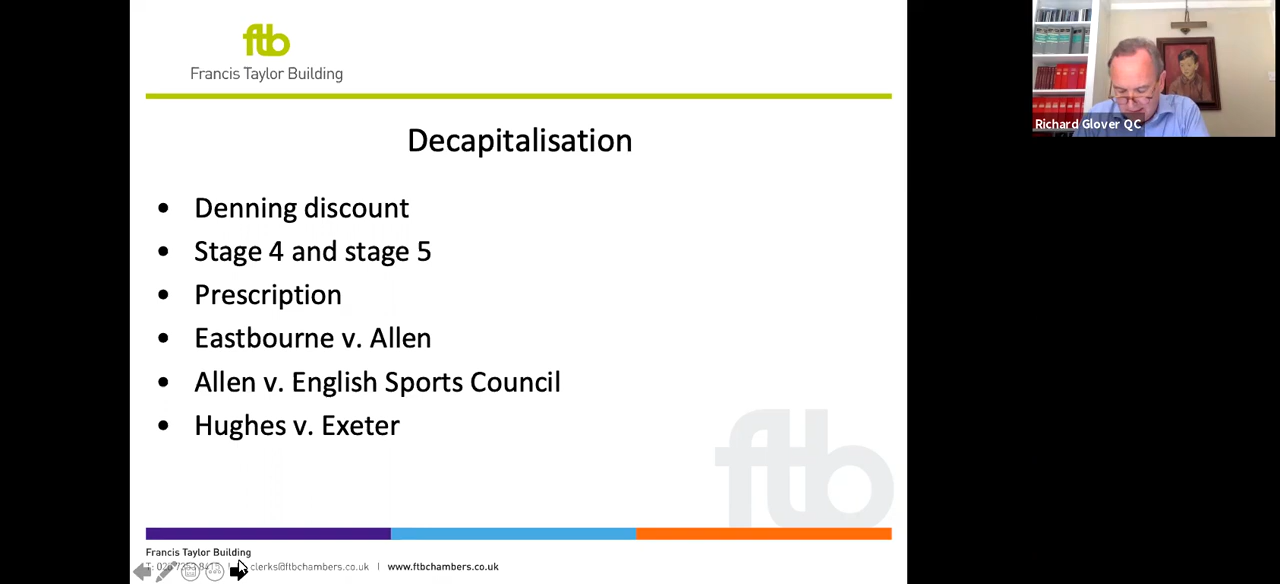 ftb
Francis Taylor Building
Decapitalisation
• Denning discount
• Stage 4 and stage 5
• Prescription
• Eastbourne v. Allen
• Allen v. English Sports Council
• Hughes v. Exeter
ftb
Francis Taylor Building
clerks@ftbchambers.co.uk | www.ftbchambers.co.uk
Richard Glover QC